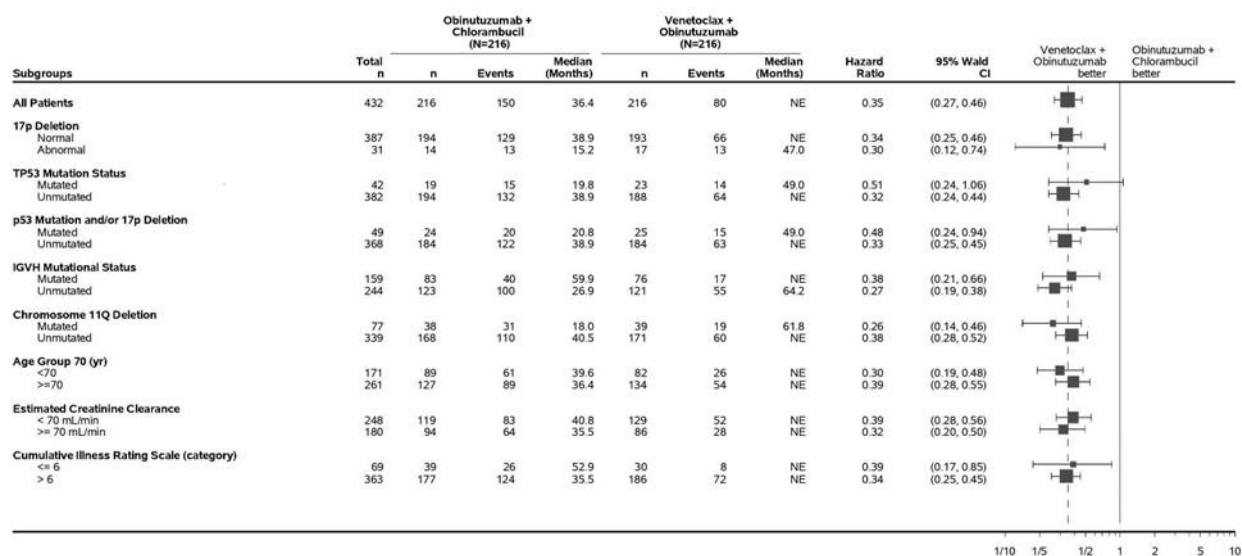 Obinutuzumab + Chlorambucil (N=216) Venetoclax + Obinutuzumab (N=216)
Subgroups Total n n Events Median (Months) n Events Median (Months) Hazard Ratio 95% Wald CI Venetoclax + Obinutuzumab better Obinutuzumab + Chlorambucil better
All Patients 432 216 150 36.4 216 80 NE 0.35 (0.27, 0.46)
17p Deletion
Normal 387 194 129 38.9 193 66 NE 0.34 (0.25, 0.46)
Abnormal 31 14 13 15.2 17 13 47.0 0.30 (0.12, 0.74)
TP53 Mutation Status
Mutated 42 19 15 19.8 23 14 49.0 0.51 (0.24, 1.06)
Unmutated 382 194 132 38.9 188 64 NE 0.32 (0.24, 0.44)
p53 Mutation and/or 17p Deletion
Mutated 49 24 20 20.8 25 15 49.0 0.48 (0.24, 0.94)
Unmutated 368 184 122 38.9 184 63 NE 0.33 (0.25, 0.45)
IGVH Mutational Status
Mutated 159 83 40 59.9 76 17 NE 0.38 (0.21, 0.66)
Unmutated 244 123 100 26.9 121 55 64.2 0.27 (0.19, 0.38)
Chromosome 11Q Deletion
Mutated 77 38 31 18.0 39 19 61.8 0.26 (0.14, 0.46)
Unmutated 339 168 110 40.5 171 60 NE 0.38 (0.28, 0.52)
Age Group 70 (yr)
<70 171 89 61 39.6 82 26 NE 0.30 (0.19, 0.48)
>=70 261 127 89 36.4 134 54 NE 0.39 (0.28, 0.55)
Estimated Creatinine Clearance
< 70 mL/min 248 119 83 40.8 129 52 NE 0.39 (0.28, 0.56)
>= 70 mL/min 180 94 64 35.5 86 28 NE 0.32 (0.20, 0.50)
Cumulative Illness Rating Scale (category)
<= 6 69 39 26 52.9 30 8 NE 0.39 (0.17, 0.85)
> 6 363 177 124 35.5 186 72 NE 0.34 (0.25, 0.45)
1/10 1/5 1/2 1 2 5 10